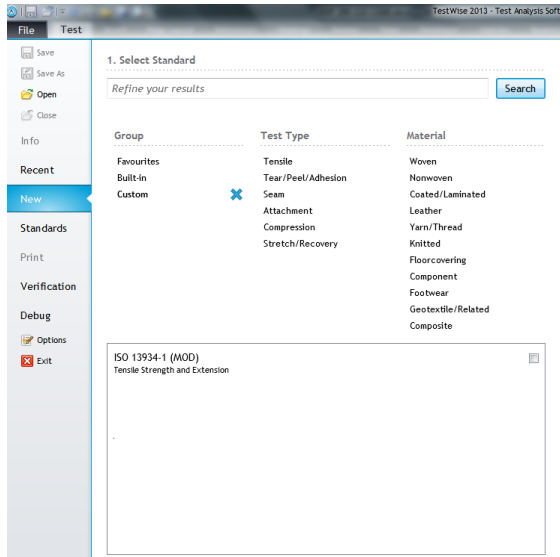 TestWise 2013 - Test Analysis Soft
File Test
Save
Save As
Open
Close
Info
Recent
New
Standards
Print
Verification
Debug
Options
Exit
1. Select Standard
Refine your results
Search
Group
Favourites
Built-in
Custom
Test Type
Tensile
Tear/Peel/Adhesion
Seam
Attachment
Compression
Stretch/Recovery
Material
Woven
Nonwoven
Coated/Laminated
Leather
Yarn/Thread
Knitted
Floorcovering
Component
Footwear
Geotextile/Related
Composite
ISO 13934-1 (MOD)
Tensile Strength and Extension